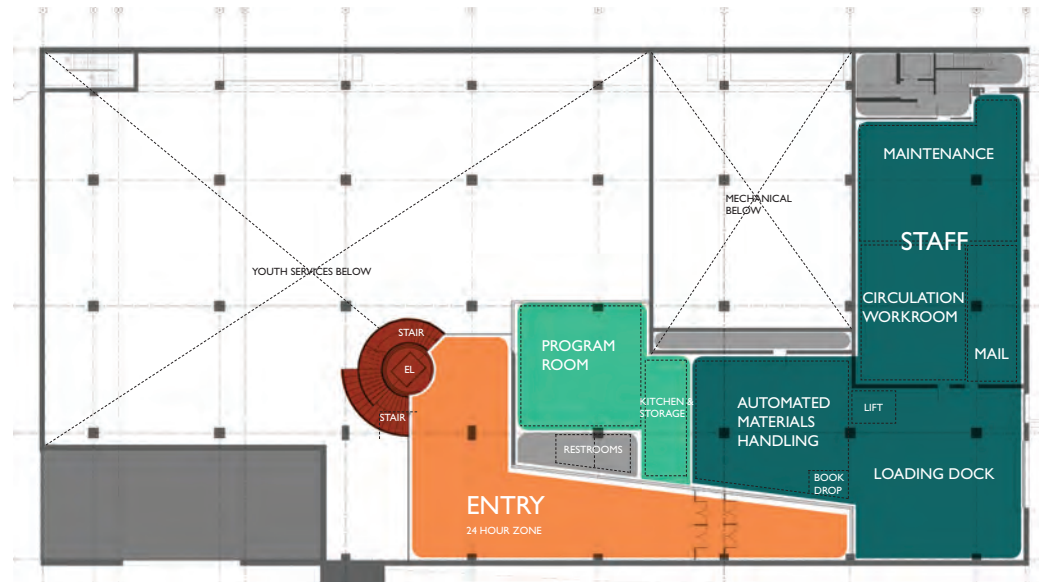 MAINTENANCE
MECHANICAL
BELOW
STAFF
YOUTH SERVICES BELOW
CIRCULATION
WORKROOM
STAIR
PROGRAM
ROOM
MAIL
EL
KITCHEN &
STORAGE
AUTOMATED
MATERIALS
HANDLING
LIFT
STAIR
RESTROOMS
BOOK
DROP
LOADING DOCK
ENTRY
24 HOUR ZONE